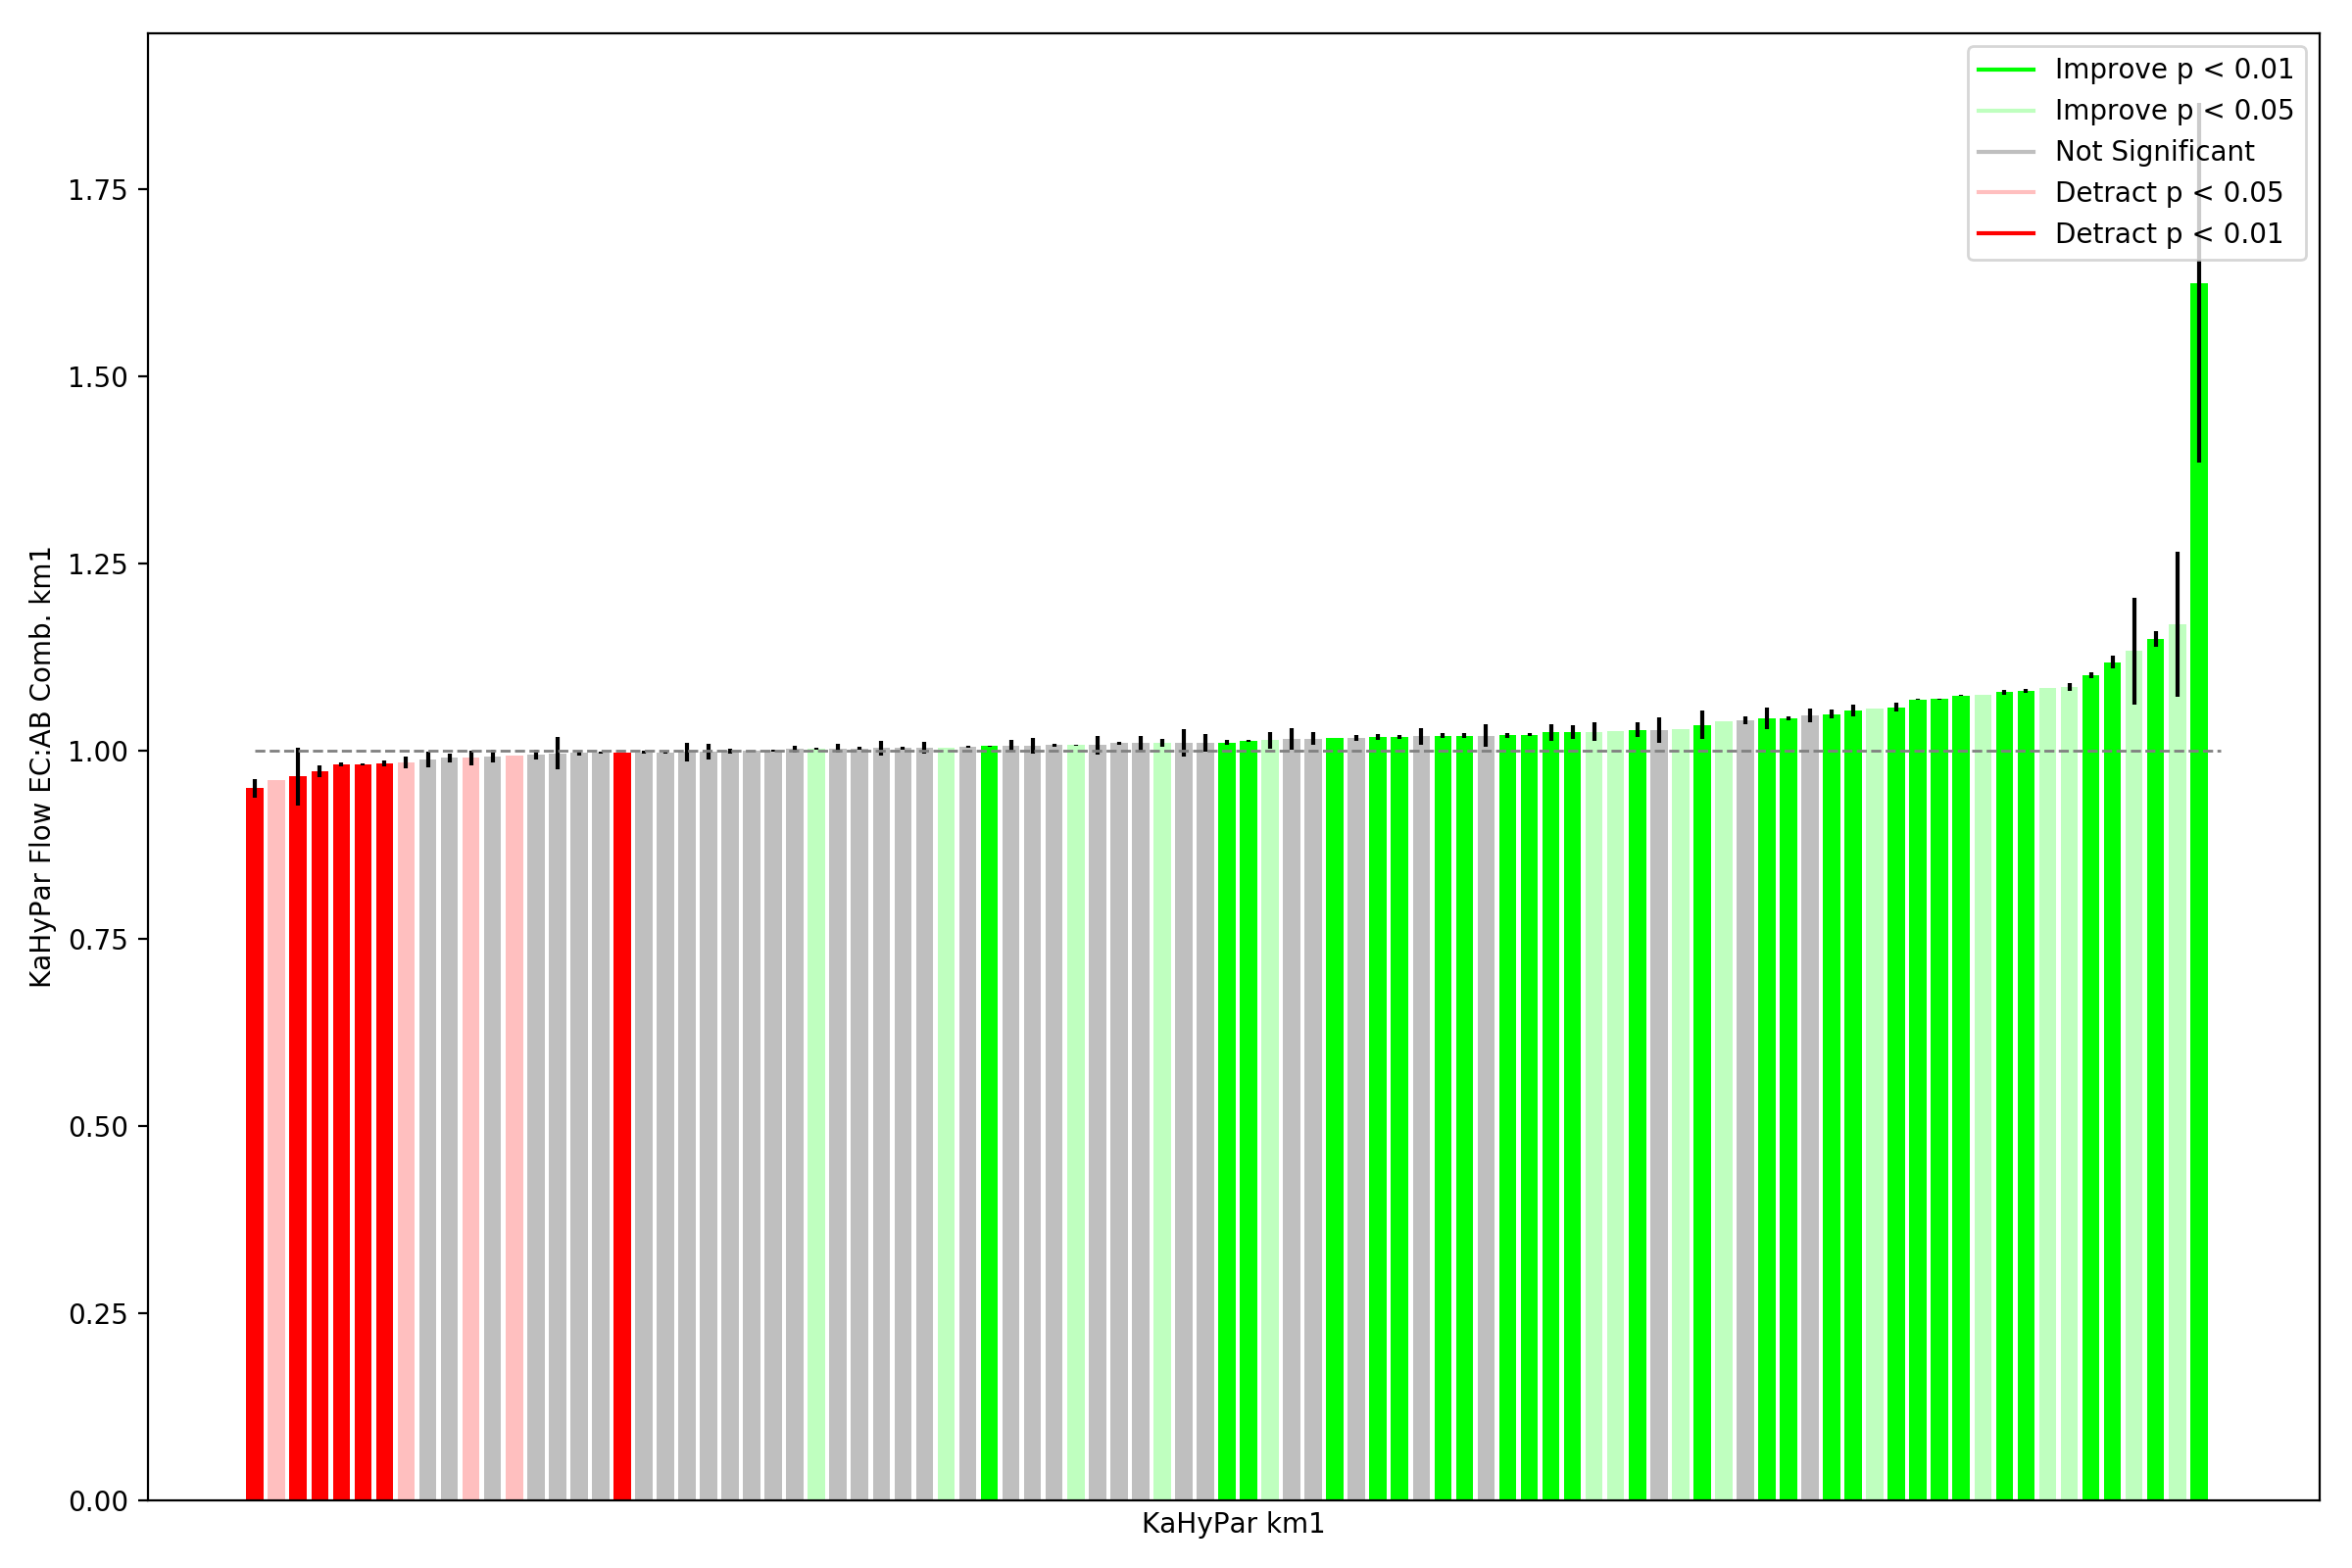 Improve p < 0.01
Improve p < 0.05
Not Significant
Detract p < 0.05
Detract p < 0.01
1.75
1.50
1.25
1.00
0.75
0.50
0.25
0.00
KaHyPar Flow EC:AB Comb. km1
KaHyPar km1